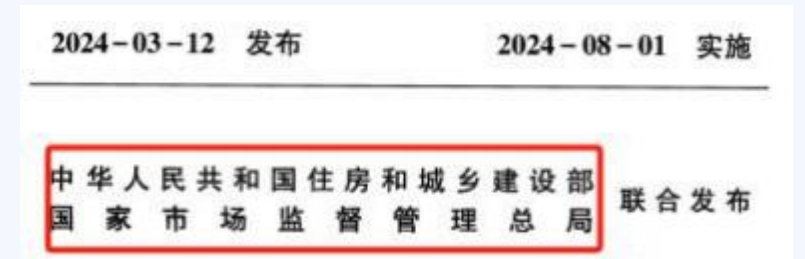 2024-03-12 发布 2024-08-01 实施
中华人民共和国住房和城乡建设部
国家市场监督管理总局
联合发布